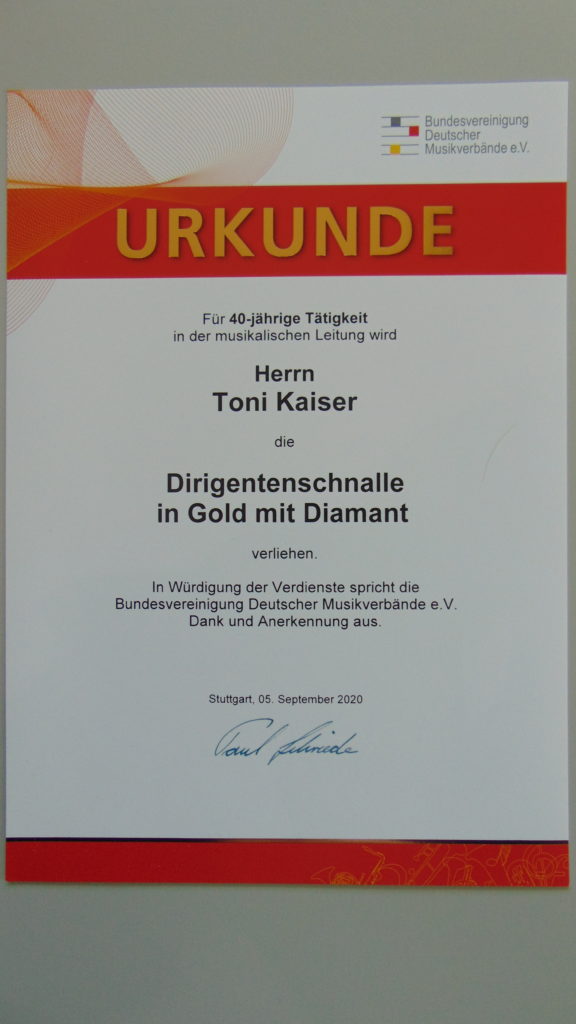 Bundesvereinigung
Deutscher
Musikverbände e.V.
URKUNDE
Für 40-jährige Tätigkeit
in der musikalischen Leitung wird
Herrn
Toni Kaiser
die
Dirigentenschnalle
in Gold mit Diamant
verliehen.
In Würdigung der Verdienste spricht die
Bundesvereinigung Deutscher Musikverbände e.V.
Dank und Anerkennung aus.
Stuttgart, 05. September 2020
Paul